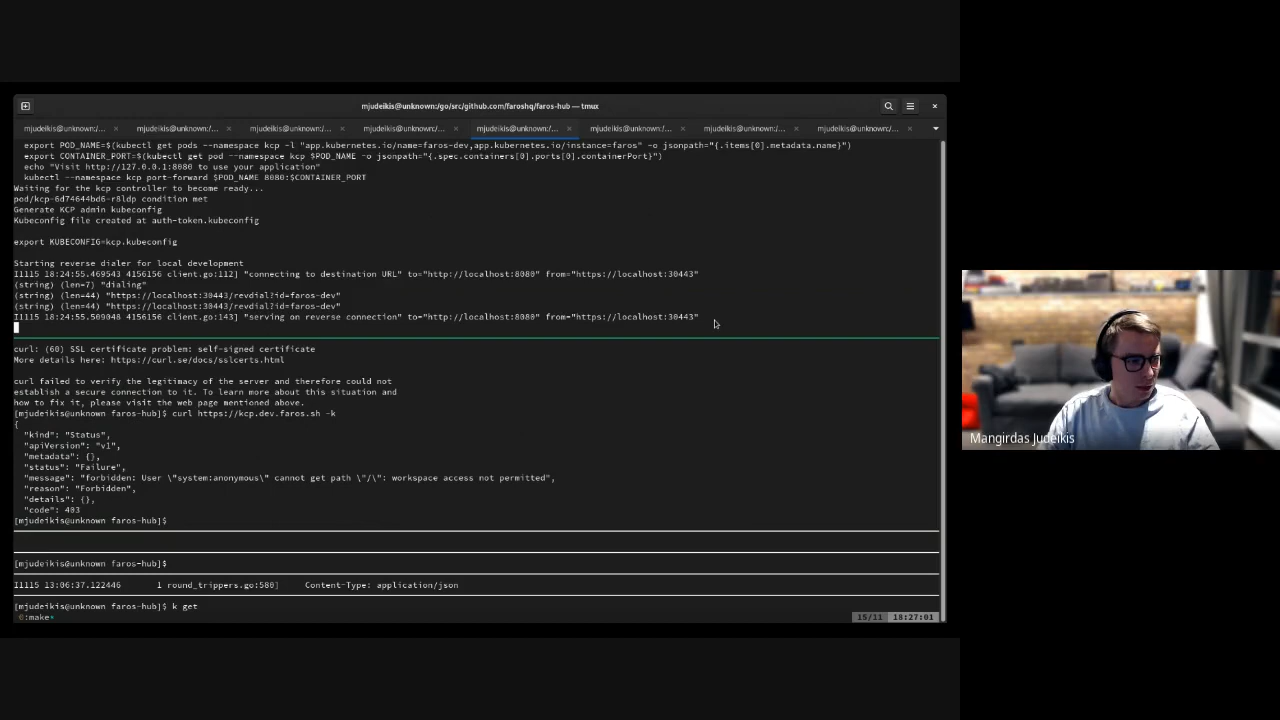 mjudeikis@unknown:/go/src/github.com/faroshq/faros-hub — tmux
mjudeikis@unknown:/... × mjudeikis@unknown:/... × mjudeikis@unknown:/... × mjudeikis@unknown:/... × mjudeikis@unknown:/... × mjudeikis@unknown:/... × mjudeikis@unknown:/... × mjudeikis@unknown:/... ×
export POD_NAME=$(kubectl get pods --namespace kcp -l "app.kubernetes.io/name=faros-dev,app.kubernetes.io/instance=faros" -o jsonpath="{.items[0].metadata.name}")
export CONTAINER_PORT=$(kubectl get pod --namespace kcp $POD_NAME -o jsonpath="{.spec.containers[0].ports[0].containerPort}")
echo "Visit http://127.0.0.1:8080 to use your application"
kubectl --namespace kcp port-forward $POD_NAME 8080:$CONTAINER_PORT
Waiting for the kcp controller to become ready...
pod/kcp-6d74644bd6-r8ldp condition met
Generate KCP admin kubeconfig
Kubeconfig file created at auth-token.kubeconfig
export KUBECONFIG=kcp.kubeconfig
Starting reverse dialer for local development
I1115 18:24:55.469543 4156156 client.go:112] "connecting to destination URL" to="http://localhost:8080" from="https://localhost:30443"
(string) (len=7) "dialing"
(string) (len=44) "https://localhost:30443/revdial?id=faros-dev"
(string) (len=44) "https://localhost:30443/revdial?id=faros-dev"
I1115 18:24:55.509048 4156156 client.go:143] "serving on reverse connection" to="http://localhost:8080" from="https://localhost:30443"
curl: (60) SSL certificate problem: self-signed certificate
More details here: https://curl.se/docs/sslcerts.html
curl failed to verify the legitimacy of the server and therefore could not
establish a secure connection to it. To learn more about this situation and
how to fix it, please visit the web page mentioned above.
[mjudeikis@unknown faros-hub]$ curl https://kcp.dev.faros.sh -k
{
"kind": "Status",
"apiVersion": "v1",
"metadata": {},
"status": "Failure",
"message": "forbidden: User \"system:anonymous\" cannot get path \"/\": workspace access not permitted",
"reason": "Forbidden",
"details": {},
"code": 403
[mjudeikis@unknown faros-hub]$
[mjudeikis@unknown faros-hub]$
I1115 13:06:37.122446 1 round_trippers.go:580] Content-Type: application/json
[mjudeikis@unknown faros-hub]$ k get
0:make* 15/11 18:27:01
Mangirdas Judeikis